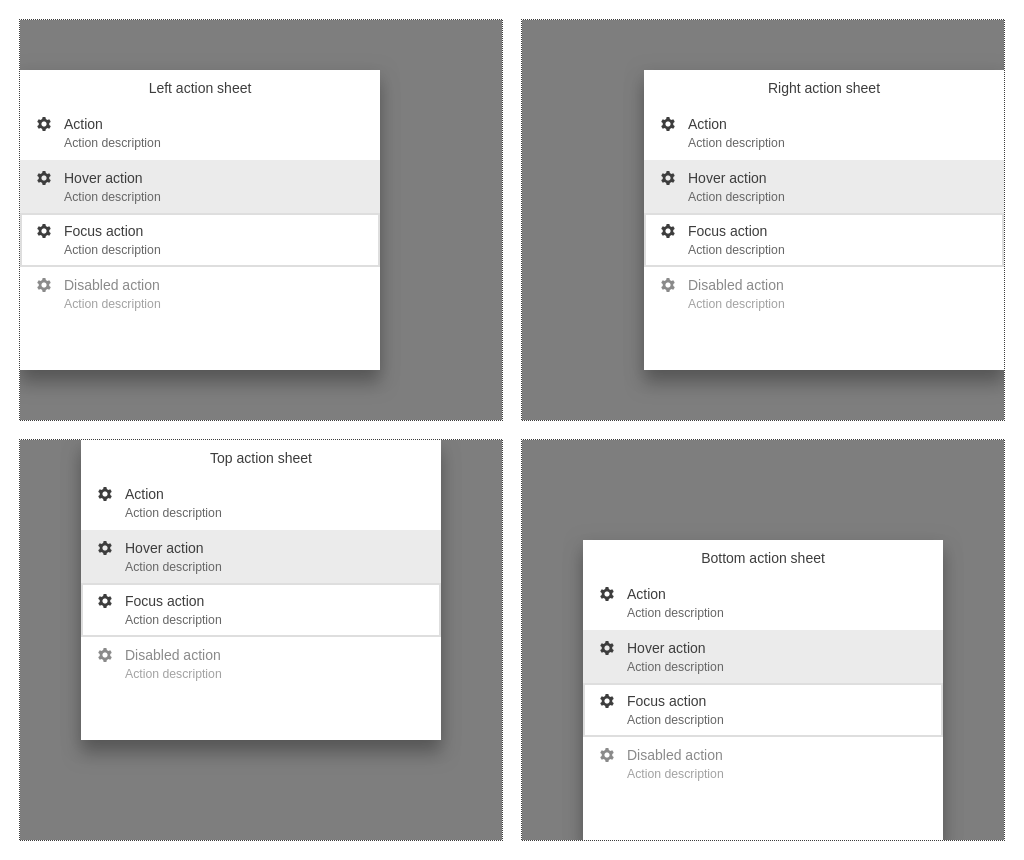 Left action sheet
Action
Action description
Hover action
Action description
Focus action
Action description
Disabled action
Action description
Right action sheet
Action
Action description
Hover action
Action description
Focus action
Action description
Disabled action
Action description
Top action sheet
Action
Action description
Hover action
Action description
Focus action
Action description
Disabled action
Action description
Bottom action sheet
Action
Action description
Hover action
Action description
Focus action
Action description
Disabled action
Action description